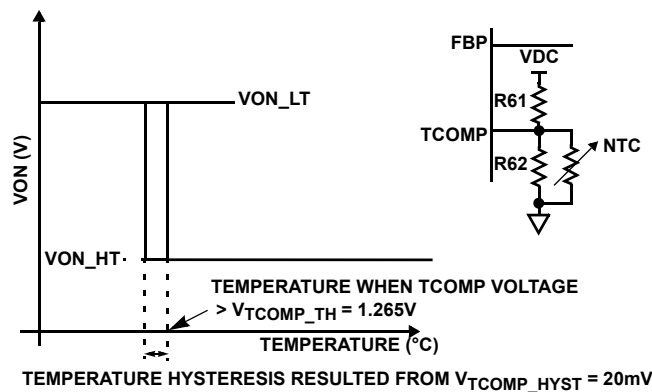 FBP
VDC
R61
VON_LT
TCOMP
NTC
R62
VON (V)
VON_HT
TEMPERATURE WHEN TCOMP VOLTAGE
> VTCOMP_TH = 1.265V
TEMPERATURE (°C)
TEMPERATURE HYSTERESIS RESULTED FROM VTCOMP_HYST = 20mV